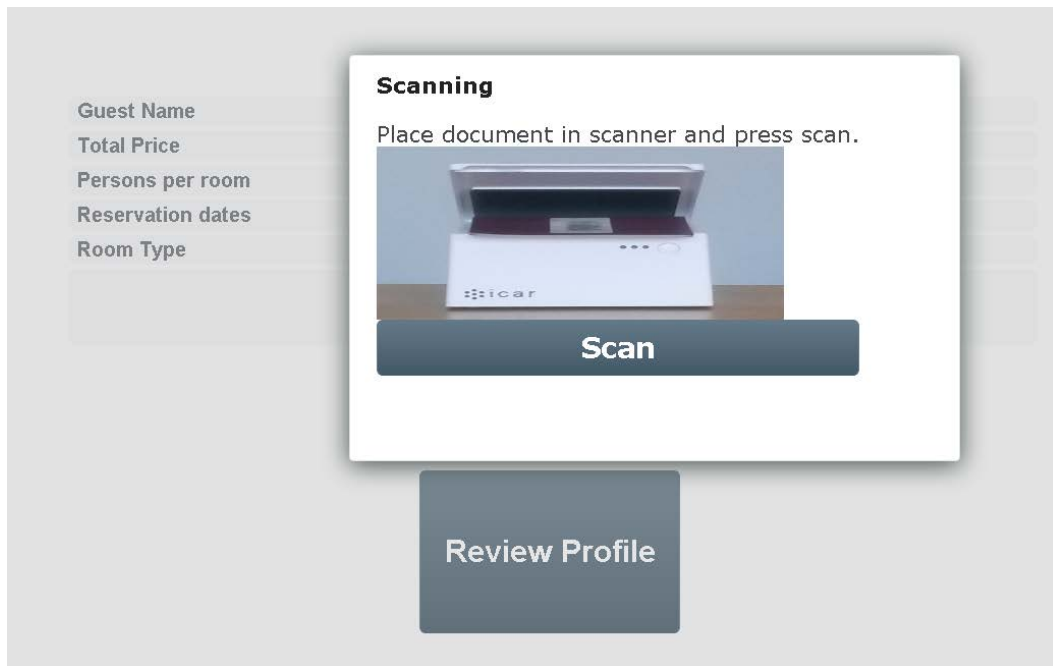 Guest Name
Total Price
Persons per room
Reservation dates
Room Type
Scanning
Place document in scanner and press scan.
icar
Scan
Review Profile